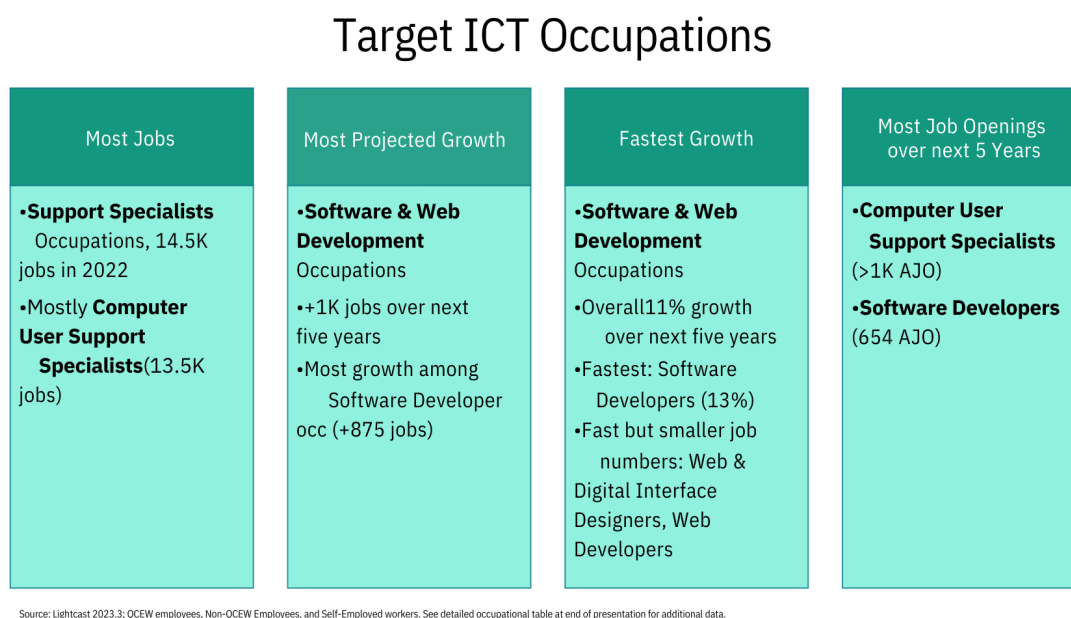 Target ICT Occupations
Most Jobs
•Support Specialists
Occupations, 14.5K
jobs in 2022
•Mostly Computer
User Support
Specialists(13.5K
jobs)
Most Projected Growth
•Software & Web
Development
Occupations
•+1K jobs over next
five years
•Most growth among
Software Developer
occ (+875 jobs)
Fastest Growth
•Software & Web
Development
Occupations
•Overall11% growth
over next five years
•Fastest: Software
Developers (13%)
•Fast but smaller job
numbers: Web &
Digital Interface
Designers, Web
Developers
Most Job Openings
over next 5 Years
•Computer User
Support Specialists
(>1K AJO)
•Software Developers
(654 AJO)
Source: Lightcast 2023.3; QCEW employees, Non-QCEW Employees, and Self-Employed workers. See detailed occupational table at end of presentation for additional data.